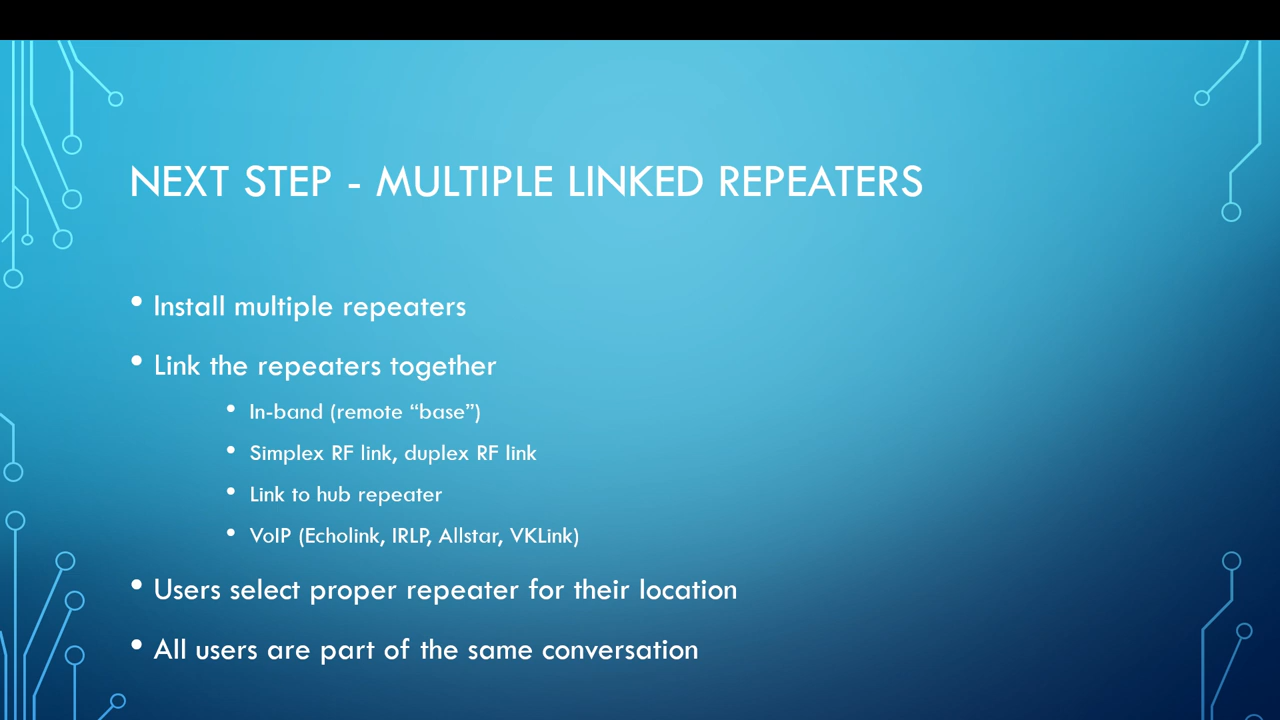 NEXT STEP - MULTIPLE LINKED REPEATERS
• Install multiple repeaters
• Link the repeaters together
• In-band (remote “base”)
• Simplex RF link, duplex RF link
• Link to hub repeater
• VoIP (Echolink, IRLP, Allstar, VKLink)
• Users select proper repeater for their location
• All users are part of the same conversation